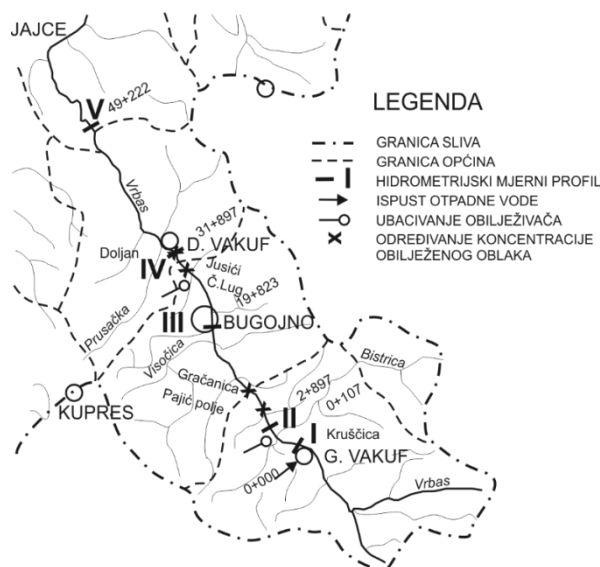 JAJCE
V
49+222
Vrbas
31+897
D. VAKUF
Doljan
IV
Jusići
Č.Lug
19+823
III
BUGOJNO
Prusačka
Visočica
Gračanica
Pajić polje
KUPRES
2+897
Bistrica
0+107
II
I
Kruščica
G. VAKUF
0+000
Vrbas
LEGENDA
GRANICA SLIVA
GRANICA OPĆINA
HIDROMETRIJSKI MJERNI PROFIL
ISPUST OTPADNE VODE
UBACIVANJE OBILJEŽIVAČA
ODREĐIVANJE KONCENTRACIJE
OBILJEŽENOG OBLAKA